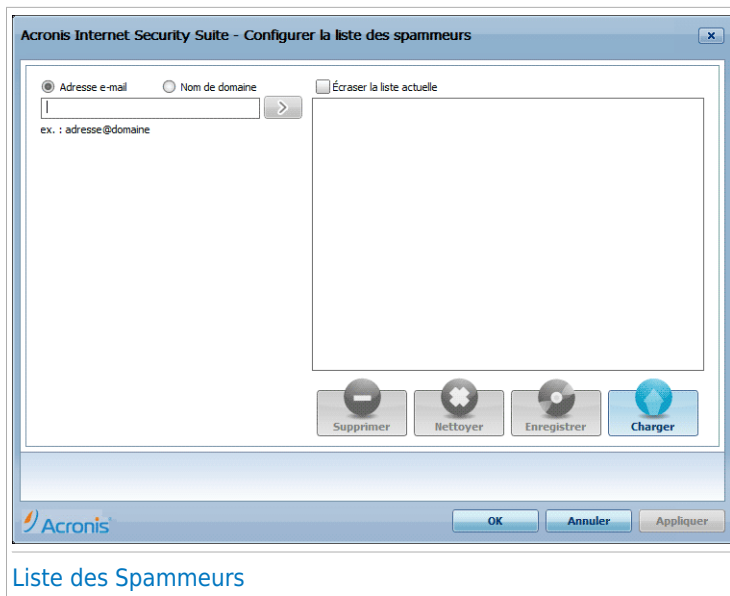 Acronis Internet Security Suite - Configurer la liste des spammeurs
Adresse e-mail Nom de domaine
ex. : adresse@domaine
Écraser la liste actuelle
Supprimer Nettoyer Enregistrer Charger
Acronis
OK Annuler Appliquer
Liste des Spammeurs